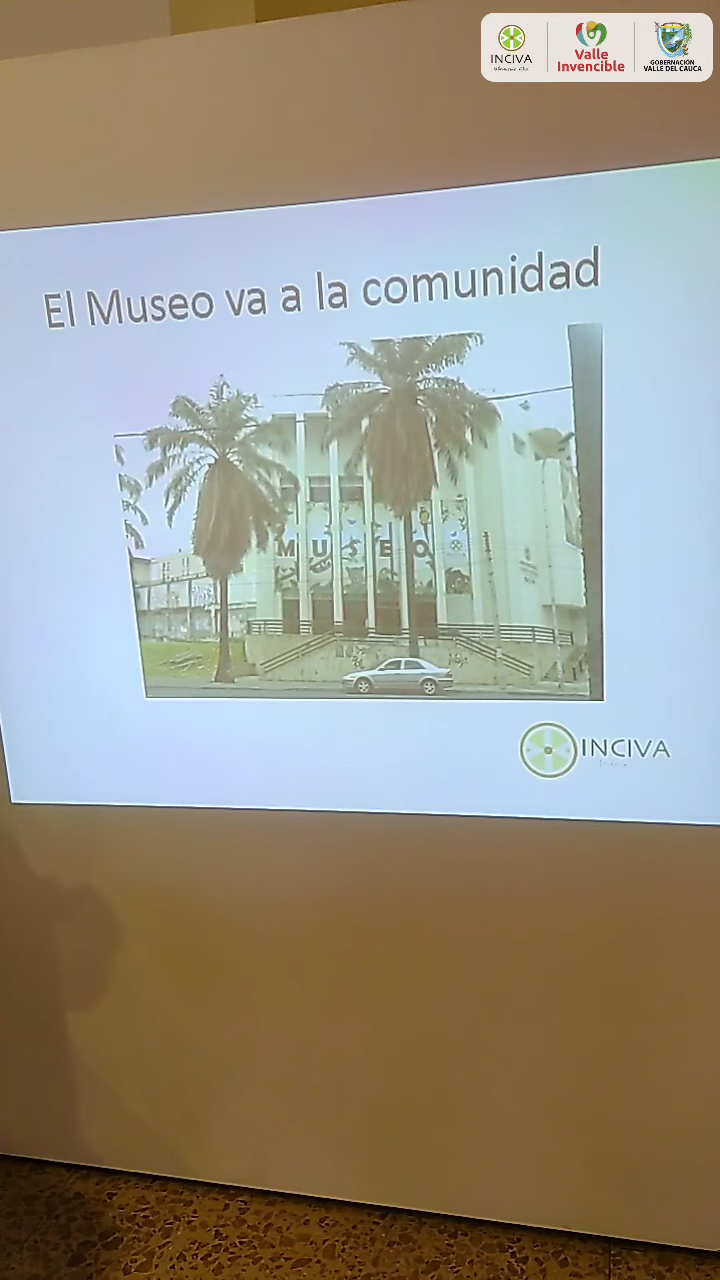 INCIVA
Valle
Invencible
GOBERNACIÓN
VALLE DEL CAUCA
El Museo va a la comunidad
MUSEO
INCIVA